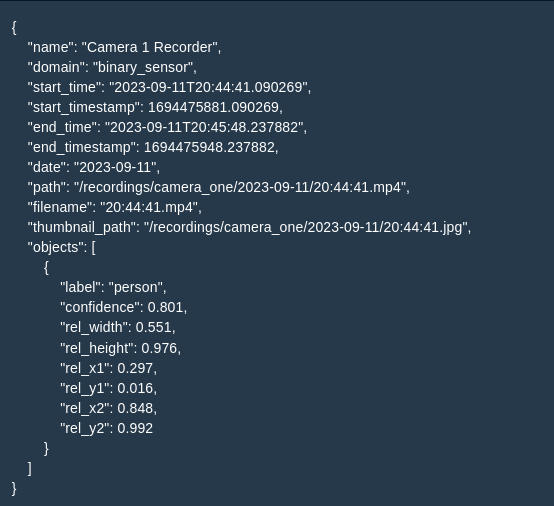 {
"name": "Camera 1 Recorder",
"domain": "binary_sensor",
"start_time": "2023-09-11T20:44:41.090269",
"start_timestamp": 1694475881.090269,
"end_time": "2023-09-11T20:45:48.237882",
"end_timestamp": 1694475948.237882,
"date": "2023-09-11",
"path": "/recordings/camera_one/2023-09-11/20:44:41.mp4",
"filename": "20:44:41.mp4",
"thumbnail_path": "/recordings/camera_one/2023-09-11/20:44:41.jpg",
"objects": [
{
"label": "person",
"confidence": 0.801,
"rel_width": 0.551,
"rel_height": 0.976,
"rel_x1": 0.297,
"rel_y1": 0.016,
"rel_x2": 0.848,
"rel_y2": 0.992
}
]
}